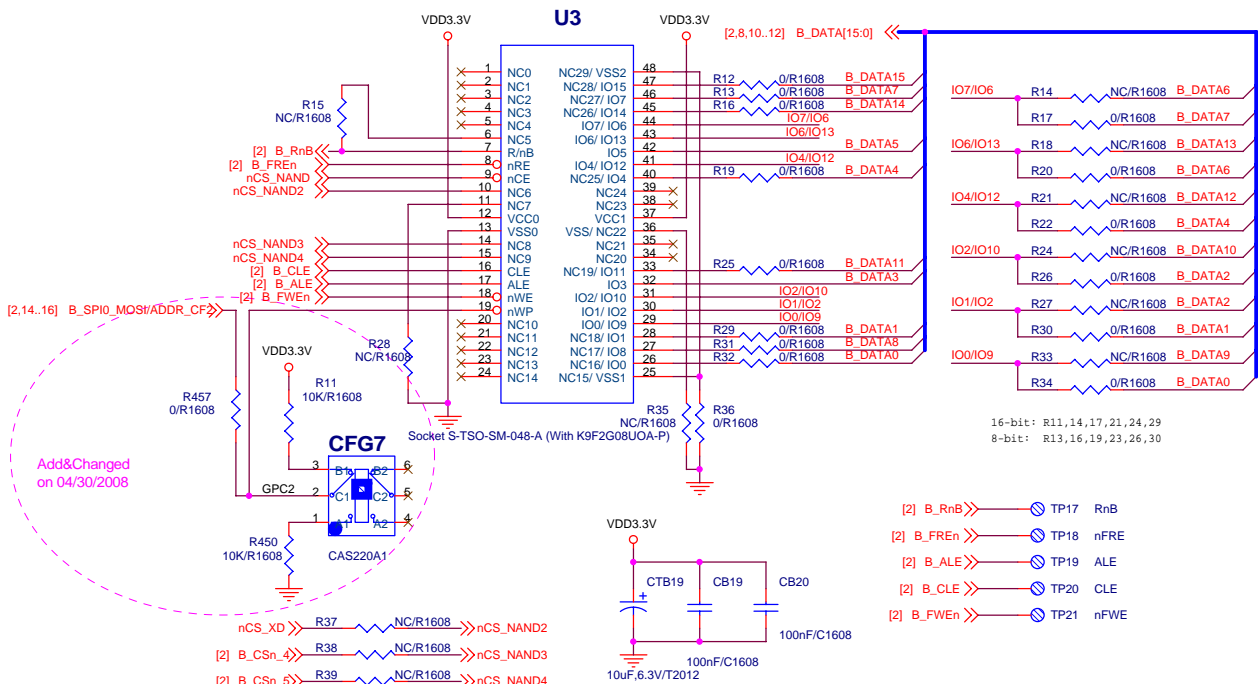 U3
VDD3.3V
VDD3.3V
[2,8,10..12] B_DATA[15:0]
1 NC0 NC29/ VSS2 48
2 NC1 NC28/ IO15 47 R12 0/R1608 B_DATA15
3 NC2 NC27/ IO7 46 R13 0/R1608 B_DATA7
4 NC3 NC26/ IO14 45 R16 0/R1608 B_DATA14
5 NC4 IO7/ IO6 44 IO7/IO6
6 NC5 IO6/ IO13 43 IO6/IO13
7 R/nB IO5 42 B_DATA5
8 nRE IO4/ IO12 41 IO4/IO12
9 nCE NC25/ IO4 40 R19 0/R1608 B_DATA4
10 NC6 NC24 39
11 NC7 NC23 38
12 VCC0 VCC1 37
13 VSS0 VSS/ NC22 36
14 NC8 NC21 35
15 NC9 NC20 34
16 CLE NC19/ IO11 33 R25 0/R1608 B_DATA11
17 ALE IO3 32 B_DATA3
18 nWE IO2/ IO10 31 IO2/IO10
19 nWP IO1/ IO2 30 IO1/IO2
20 NC10 IO0/ IO9 29 IO0/IO9
21 NC11 NC18/ IO1 28 R29 0/R1608 B_DATA1
22 NC12 NC17/ IO8 27 R31 0/R1608 B_DATA8
23 NC13 NC16/ IO0 26 R32 0/R1608 B_DATA0
24 NC14 NC15/ VSS1 25
R15
NC/R1608
[2] B_RnB
[2] B_FREn
nCS_NAND
nCS_NAND2
nCS_NAND3
nCS_NAND4
[2] B_CLE
[2] B_ALE
[2] B_FWEn
[2,14..16] B_SPI0_MOSI/ADDR_CF2
R28
NC/R1608
R35
NC/R1608
R36
0/R1608
Socket S-TSO-SM-048-A (With K9F2G08UOA-P)
IO7/IO6 R14 NC/R1608 B_DATA6
R17 0/R1608 B_DATA7
IO6/IO13 R18 NC/R1608 B_DATA13
R20 0/R1608 B_DATA6
IO4/IO12 R21 NC/R1608 B_DATA12
R22 0/R1608 B_DATA4
IO2/IO10 R24 NC/R1608 B_DATA10
R26 0/R1608 B_DATA2
IO1/IO2 R27 NC/R1608 B_DATA2
R30 0/R1608 B_DATA1
IO0/IO9 R33 NC/R1608 B_DATA9
R34 0/R1608 B_DATA0
16-bit: R11,14,17,21,24,29
8-bit: R13,16,19,23,26,30
VDD3.3V
R11
10K/R1608
R457
0/R1608
Add&Changed
on 04/30/2008
CFG7
3 B1 B2 6
GPC2 2 C1 C2 5
1 A1 A2 4
CAS220A1
R450
10K/R1608
VDD3.3V
CTB19
CB19
CB20
100nF/C1608
100nF/C1608
10uF,6.3V/T2012
[2] B_RnB TP17 RnB
[2] B_FREn TP18 nFRE
[2] B_ALE TP19 ALE
[2] B_CLE TP20 CLE
[2] B_FWEn TP21 nFWE
nCS_XD R37 NC/R1608 nCS_NAND2
[2] B_CSn_4 R38 NC/R1608 nCS_NAND3
[2] B_CSn_5 R39 NC/R1608 nCS_NAND4